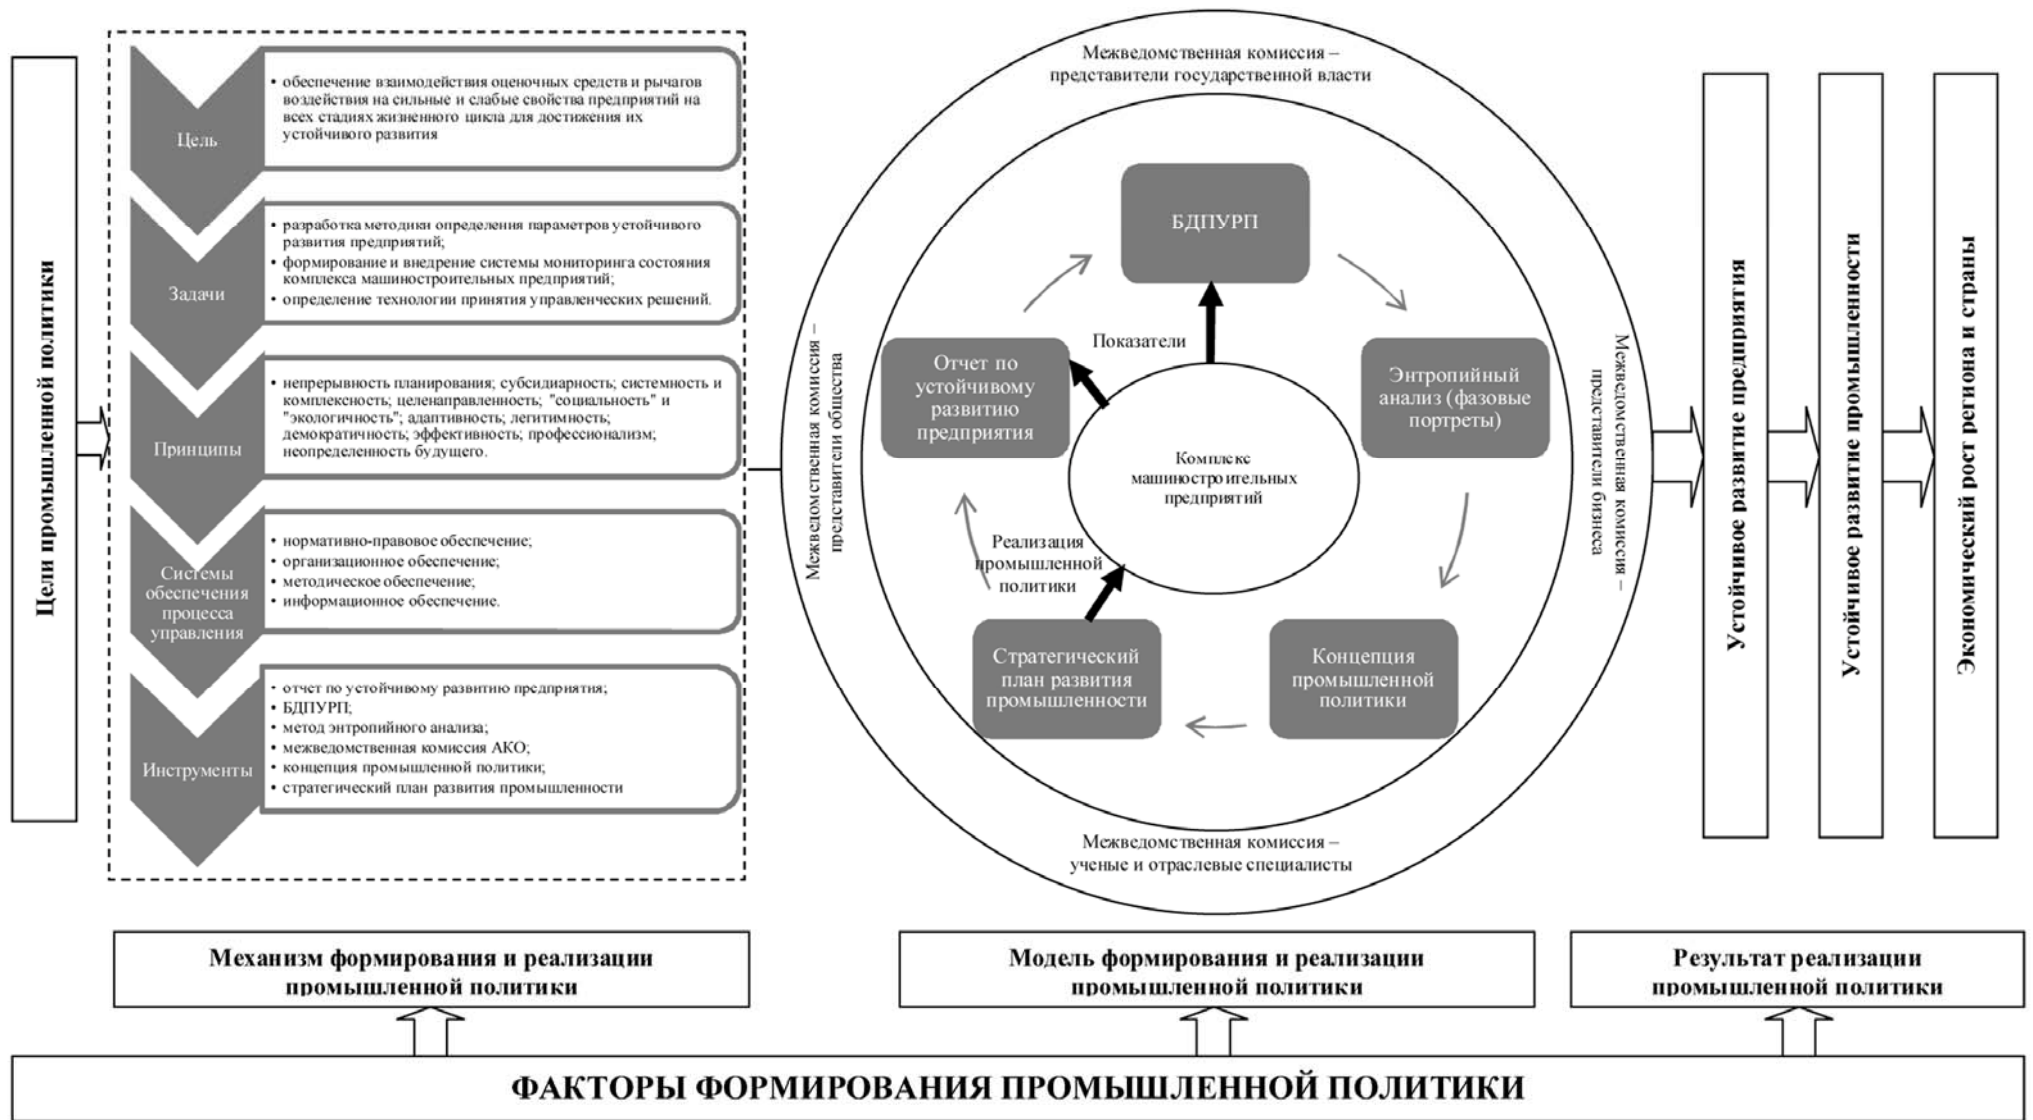 Цели промышленной политики
Цель
• обеспечение взаимодействия оценочных средств и рычагов
воздействия на сильные и слабые свойства предприятий на
всех стадиях жизненного цикла для достижения их
устойчивого развития
Задачи
• разработка методики определения параметров устойчивого
развития предприятий;
• формирование и внедрение системы мониторинга состояния
комплекса машиностроительных предприятий;
• определение технологии принятия управленческих решений.
Принципы
• непрерывность планирования; субсидиарность; системность и
комплексность; целенаправленность; "социальность" и
"экологичность"; адаптивность; легитимность;
демократичность; эффективность; профессионализм;
неопределенность будущего.
Системы
обеспечения
процесса
управления
• нормативно-правовое обеспечение;
• организационное обеспечение;
• методическое обеспечение;
• информационное обеспечение.
Инструменты
• отчет по устойчивому развитию предприятия;
• БДПУРП;
• метод энтропийного анализа;
• межведомственная комиссия АКО;
• концепция промышленной политики;
• стратегический план развития промышленности
Межведомственная комиссия –
представители государственной власти
Межведомственная комиссия –
представители общества
Межведомственная комиссия –
представители бизнеса
Межведомственная комиссия –
ученые и отраслевые специалисты
БДПУРП
Показатели
Отчет по
устойчивому
развитию
предприятия
Энтропийный
анализ (фазовые
портреты)
Комплекс
машиностроительных
предприятий
Реализация
промышленной
политики
Стратегический
план развития
промышленности
Концепция
промышленной
политики
Устойчивое развитие предприятия
Устойчивое развитие промышленности
Экономический рост региона и страны
Механизм формирования и реализации
промышленной политики
Модель формирования и реализации
промышленной политики
Результат реализации
промышленной политики
ФАКТОРЫ ФОРМИРОВАНИЯ ПРОМЫШЛЕННОЙ ПОЛИТИКИ